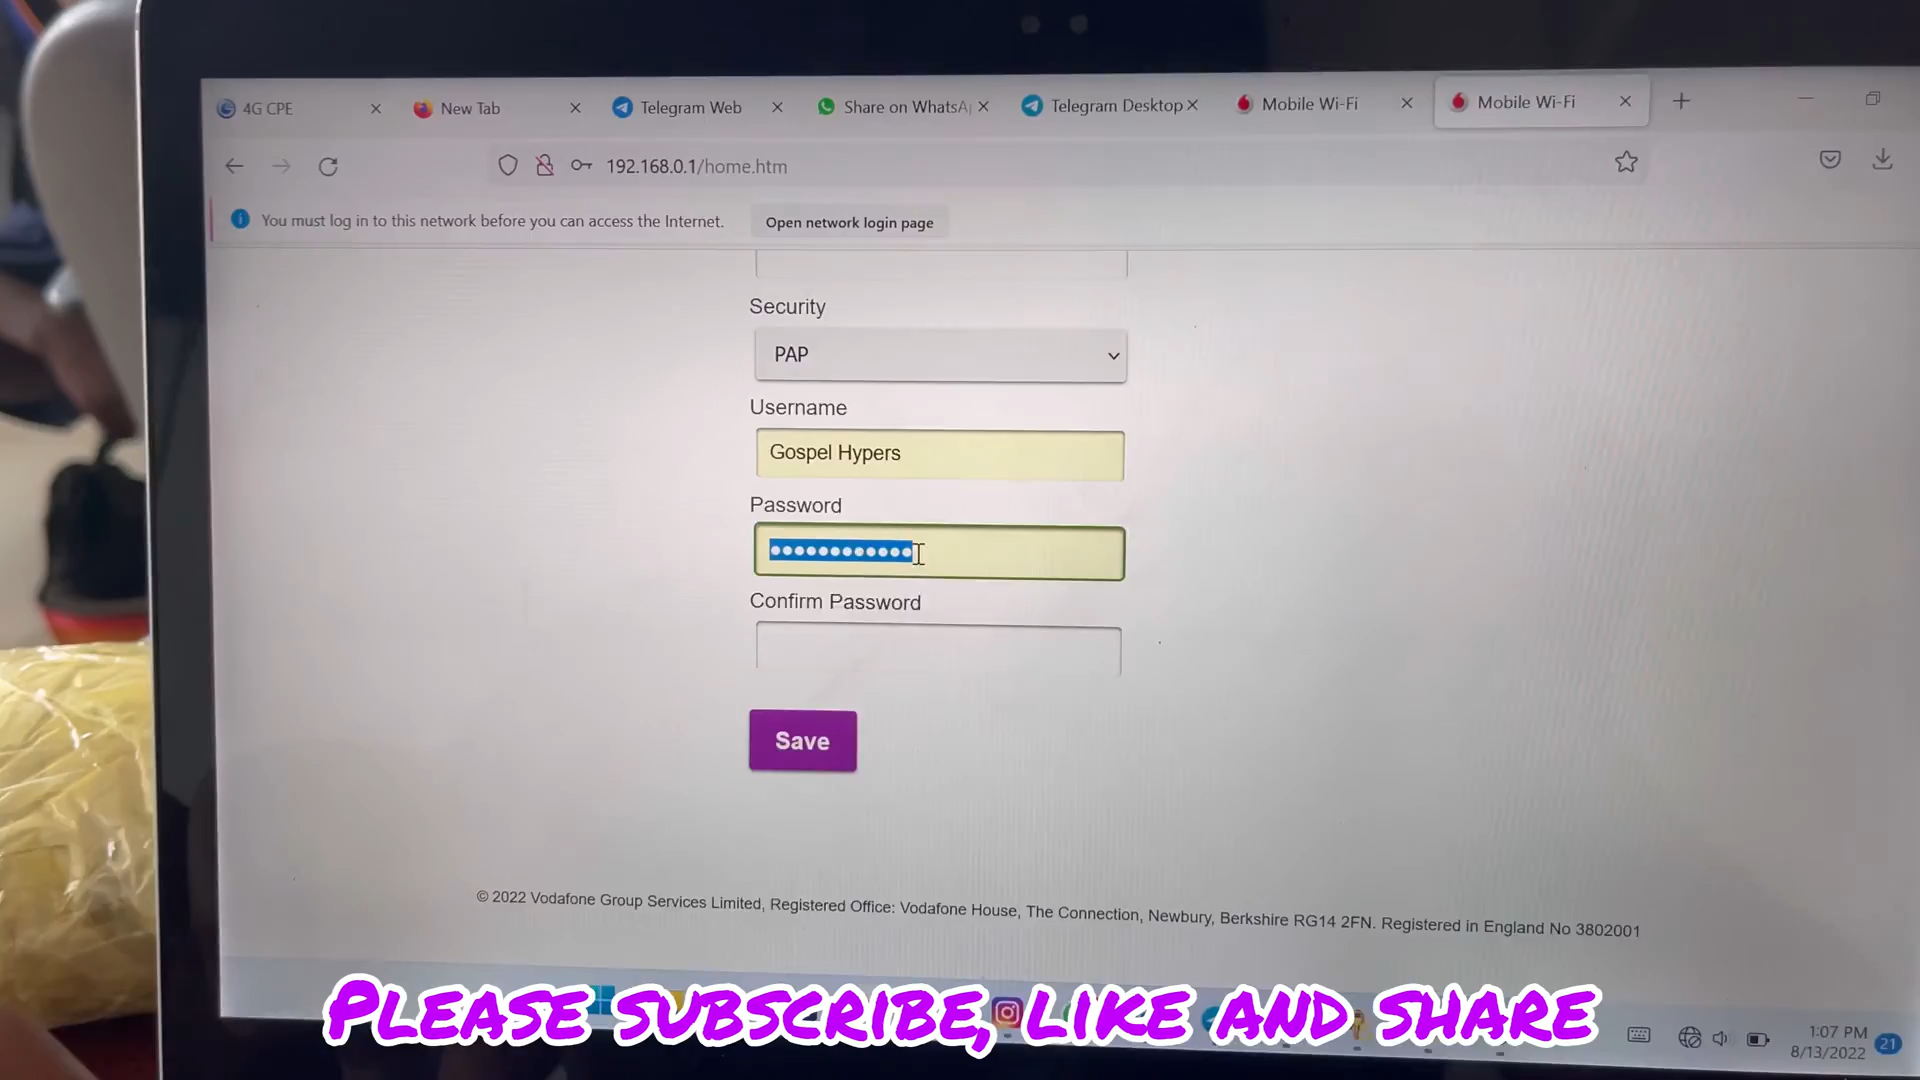 4G CPE
New Tab
Telegram Web
Share on WhatsA
Telegram Desktop
Mobile Wi-Fi
Mobile Wi-Fi
192.168.0.1/home.htm
You must log in to this network before you can access the Internet.
Open network login page
Security
PAP
Username
Gospel Hypers
Password
●●●●●●●●●●●●
Confirm Password
Save
© 2022 Vodafone Group Services Limited, Registered Office: Vodafone House, The Connection, Newbury, Berkshire RG14 2FN. Registered in England No 3802001
PLEASE SUBSCRIBE, LIKE AND SHARE
1:07 PM
8/13/2022
21